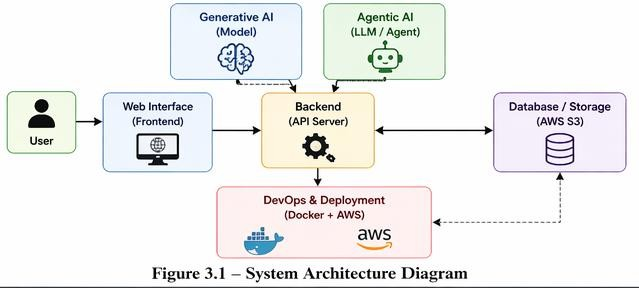 Generative AI
(Model)
Agentic AI
(LLM / Agent)
User
Web Interface
(Frontend)
Backend
(API Server)
Database / Storage
(AWS S3)
DevOps & Deployment
(Docker + AWS)
aws
Figure 3.1 – System Architecture Diagram